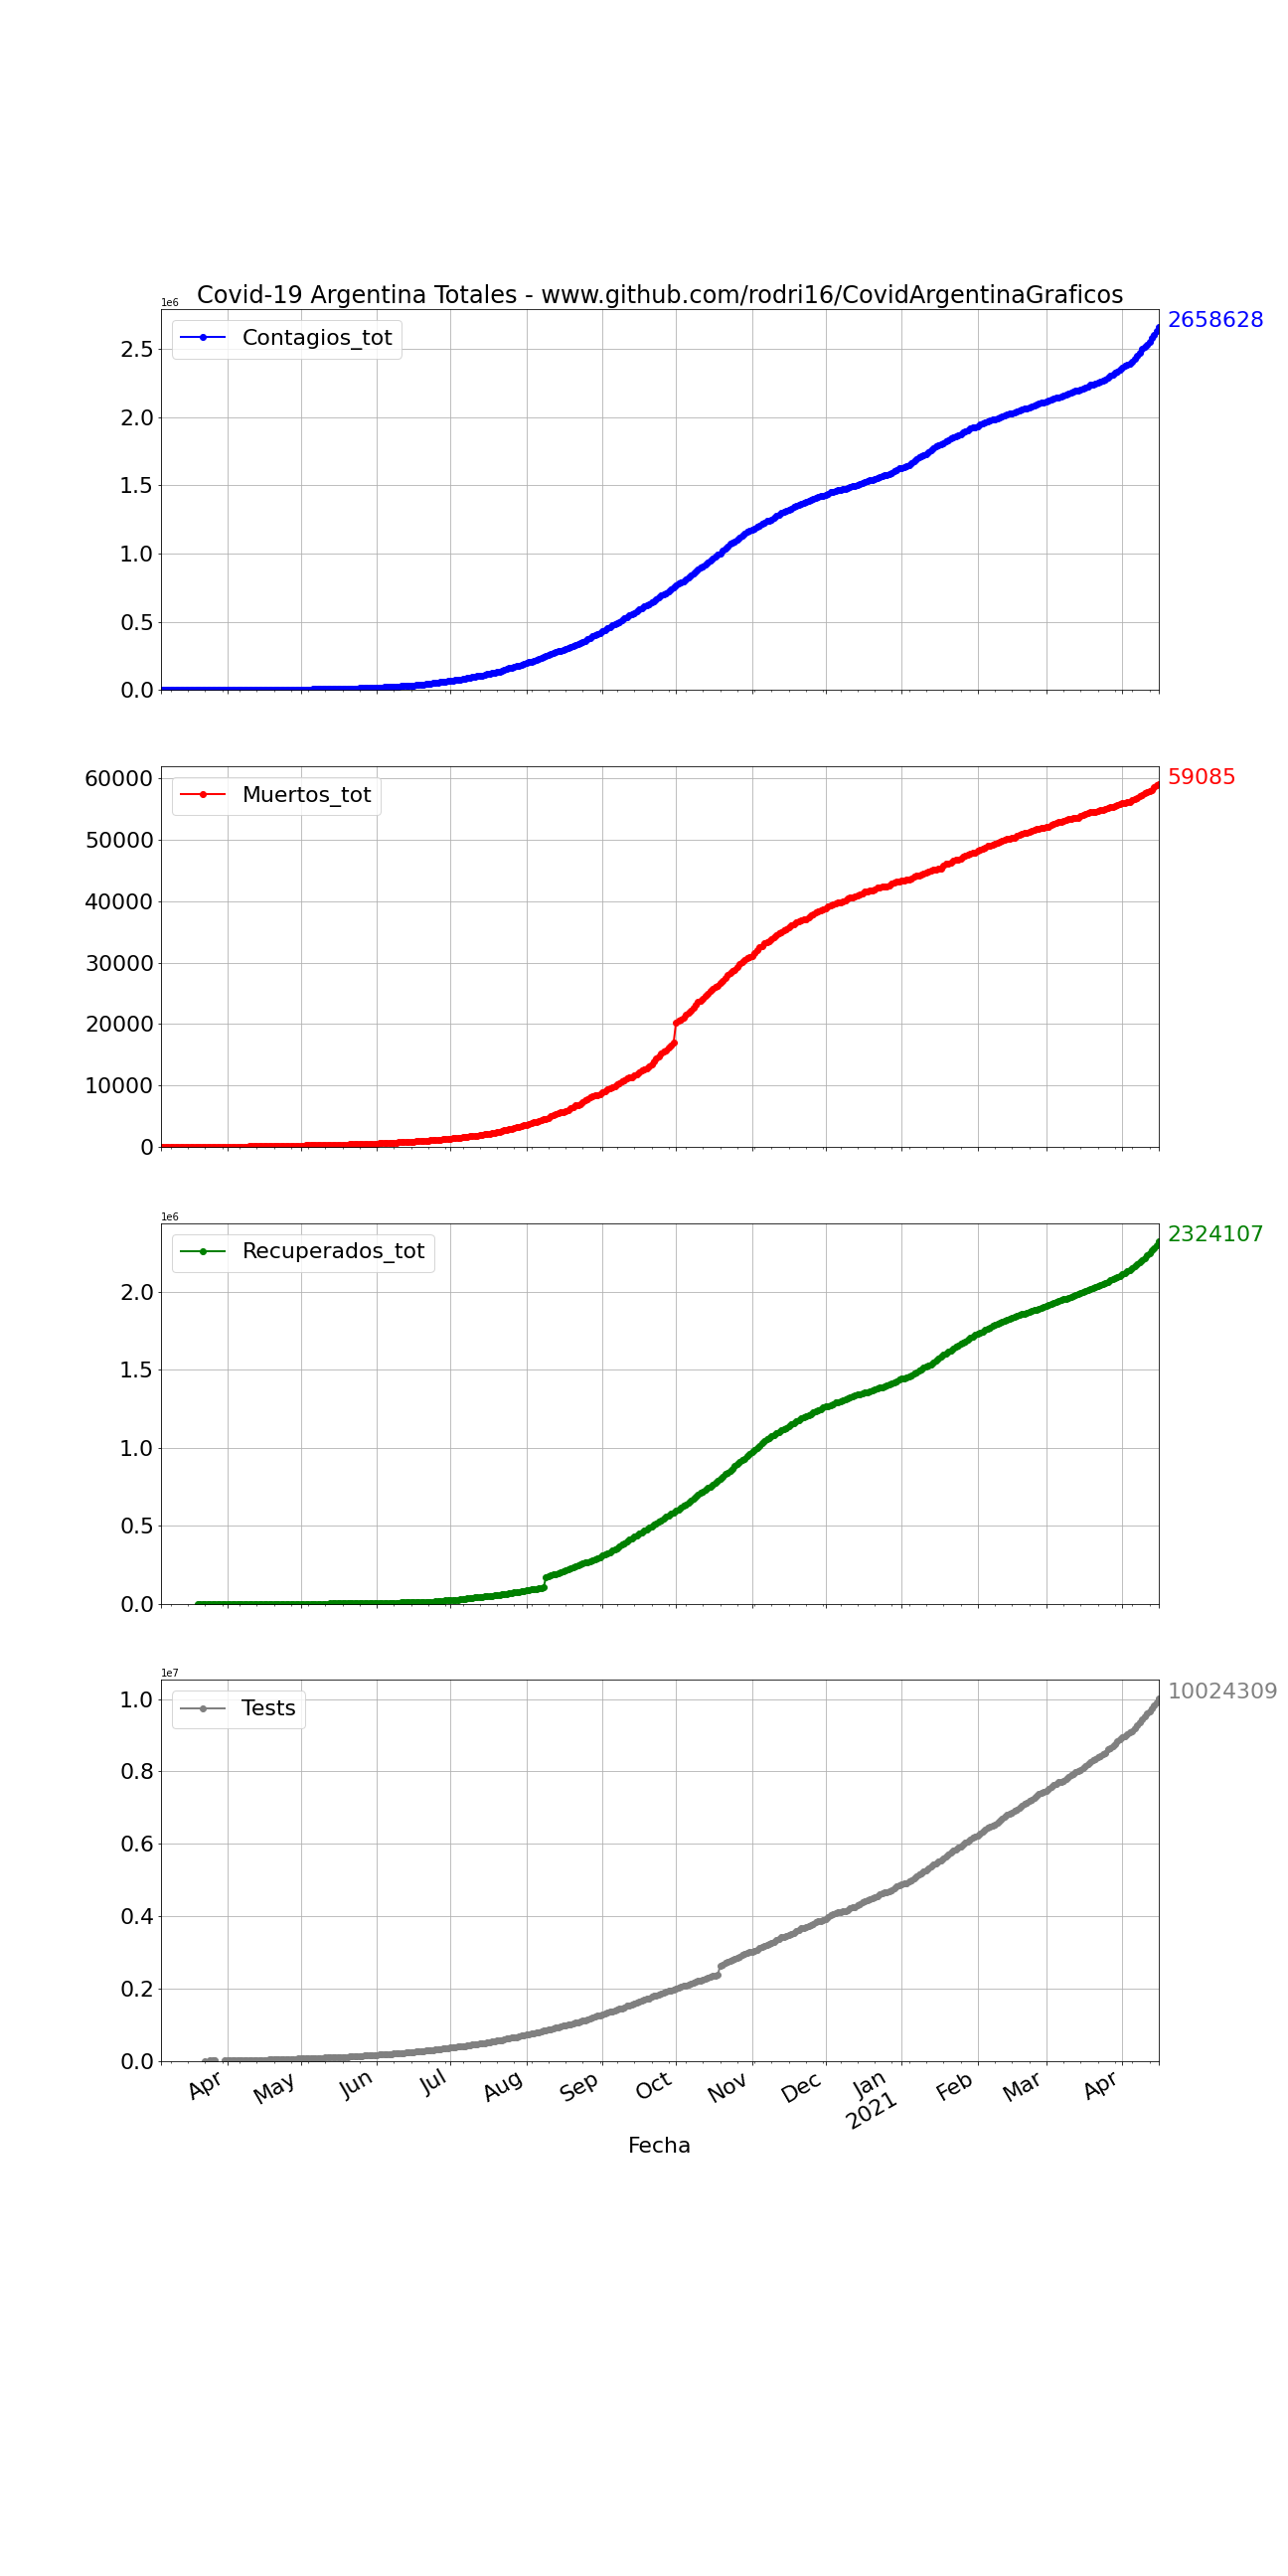 Covid-19 Argentina Totales - www.github.com/rodri16/CovidArgentinaGraficos
1e6
2658628
Contagios_tot
2.5
2.0
1.5
1.0
0.5
0.0
59085
60000
Muertos_tot
50000
40000
30000
20000
10000
0
1e6
2324107
Recuperados_tot
2.0
1.5
1.0
0.5
0.0
1e7
10024309
1.0
Tests
0.8
0.6
0.4
0.2
0.0
Apr May Jun Jul Aug Sep Oct Nov Dec Jan Feb Mar Apr
2021
Fecha